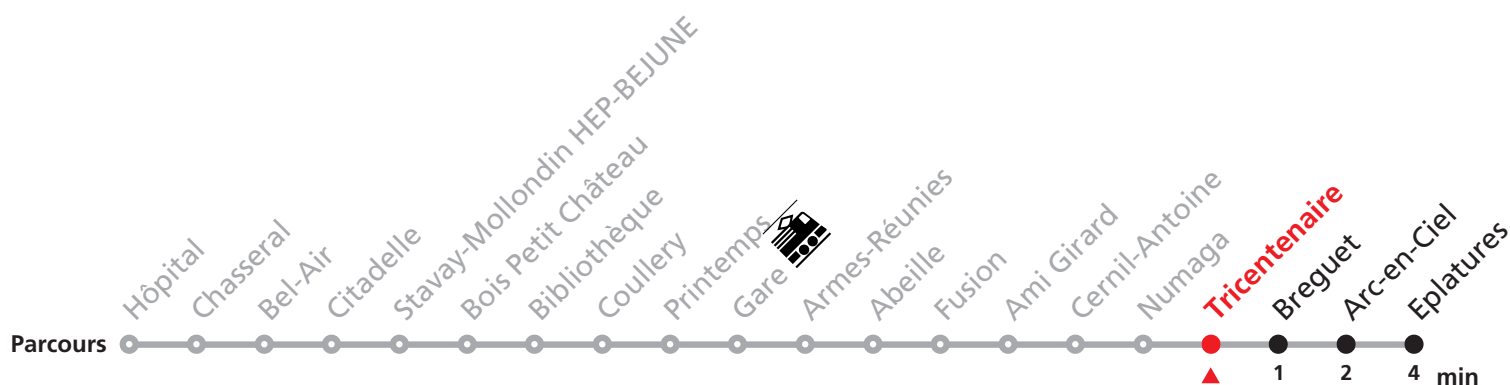 Hôpital
Chasseral
Bel-Air
Citadelle
Stavay-Mollondin HEP-BEJUNE
Bois Petit Château
Bibliothèque
Coullery
Printemps
Gare
Armes-Réunies
Abeille
Fusion
Ami Girard
Cernil-Antoine
Numaga
Tricentenaire
Breguet
Arc-en-Ciel
Eplatures
Parcours
1 2 4 min